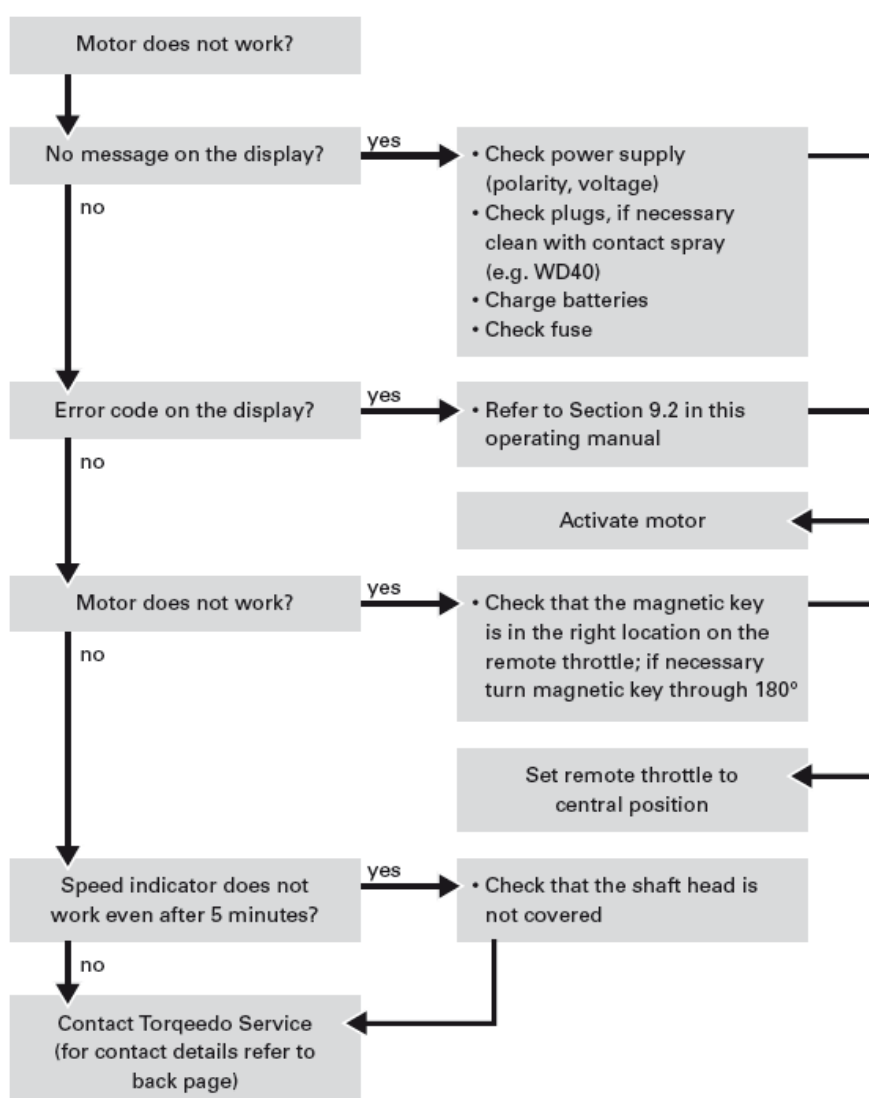 Motor does not work?
No message on the display?
yes
• Check power supply
(polarity, voltage)
• Check plugs, if necessary
clean with contact spray
(e.g. WD40)
• Charge batteries
• Check fuse
no
Error code on the display?
yes
• Refer to Section 9.2 in this
operating manual
no
Activate motor
Motor does not work?
yes
• Check that the magnetic key
is in the right location on the
remote throttle; if necessary
turn magnetic key through 180°
no
Set remote throttle to
central position
Speed indicator does not
work even after 5 minutes?
yes
• Check that the shaft head is
not covered
no
Contact Torqeedo Service
(for contact details refer to
back page)